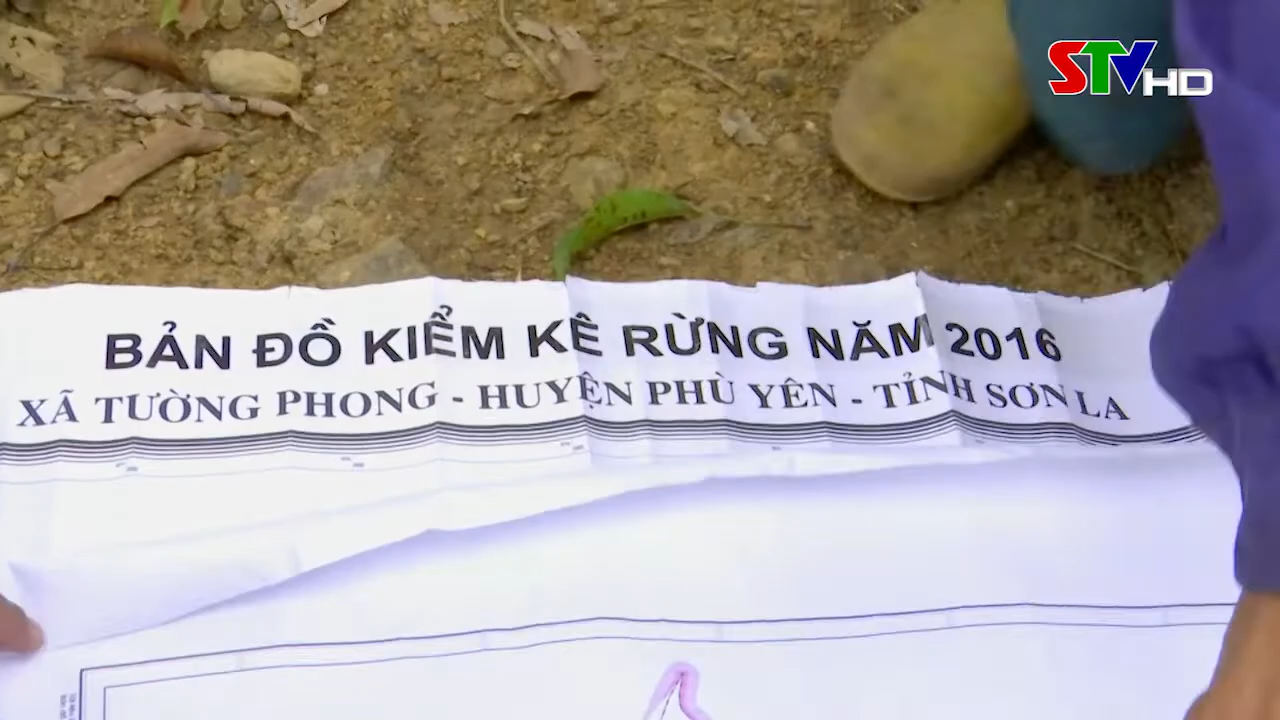 STV HD
BẢN ĐỒ KIỂM KÊ RỪNG NĂM 2016
XÃ TƯỜNG PHONG - HUYỆN PHÙ YÊN - TỈNH SƠN LA